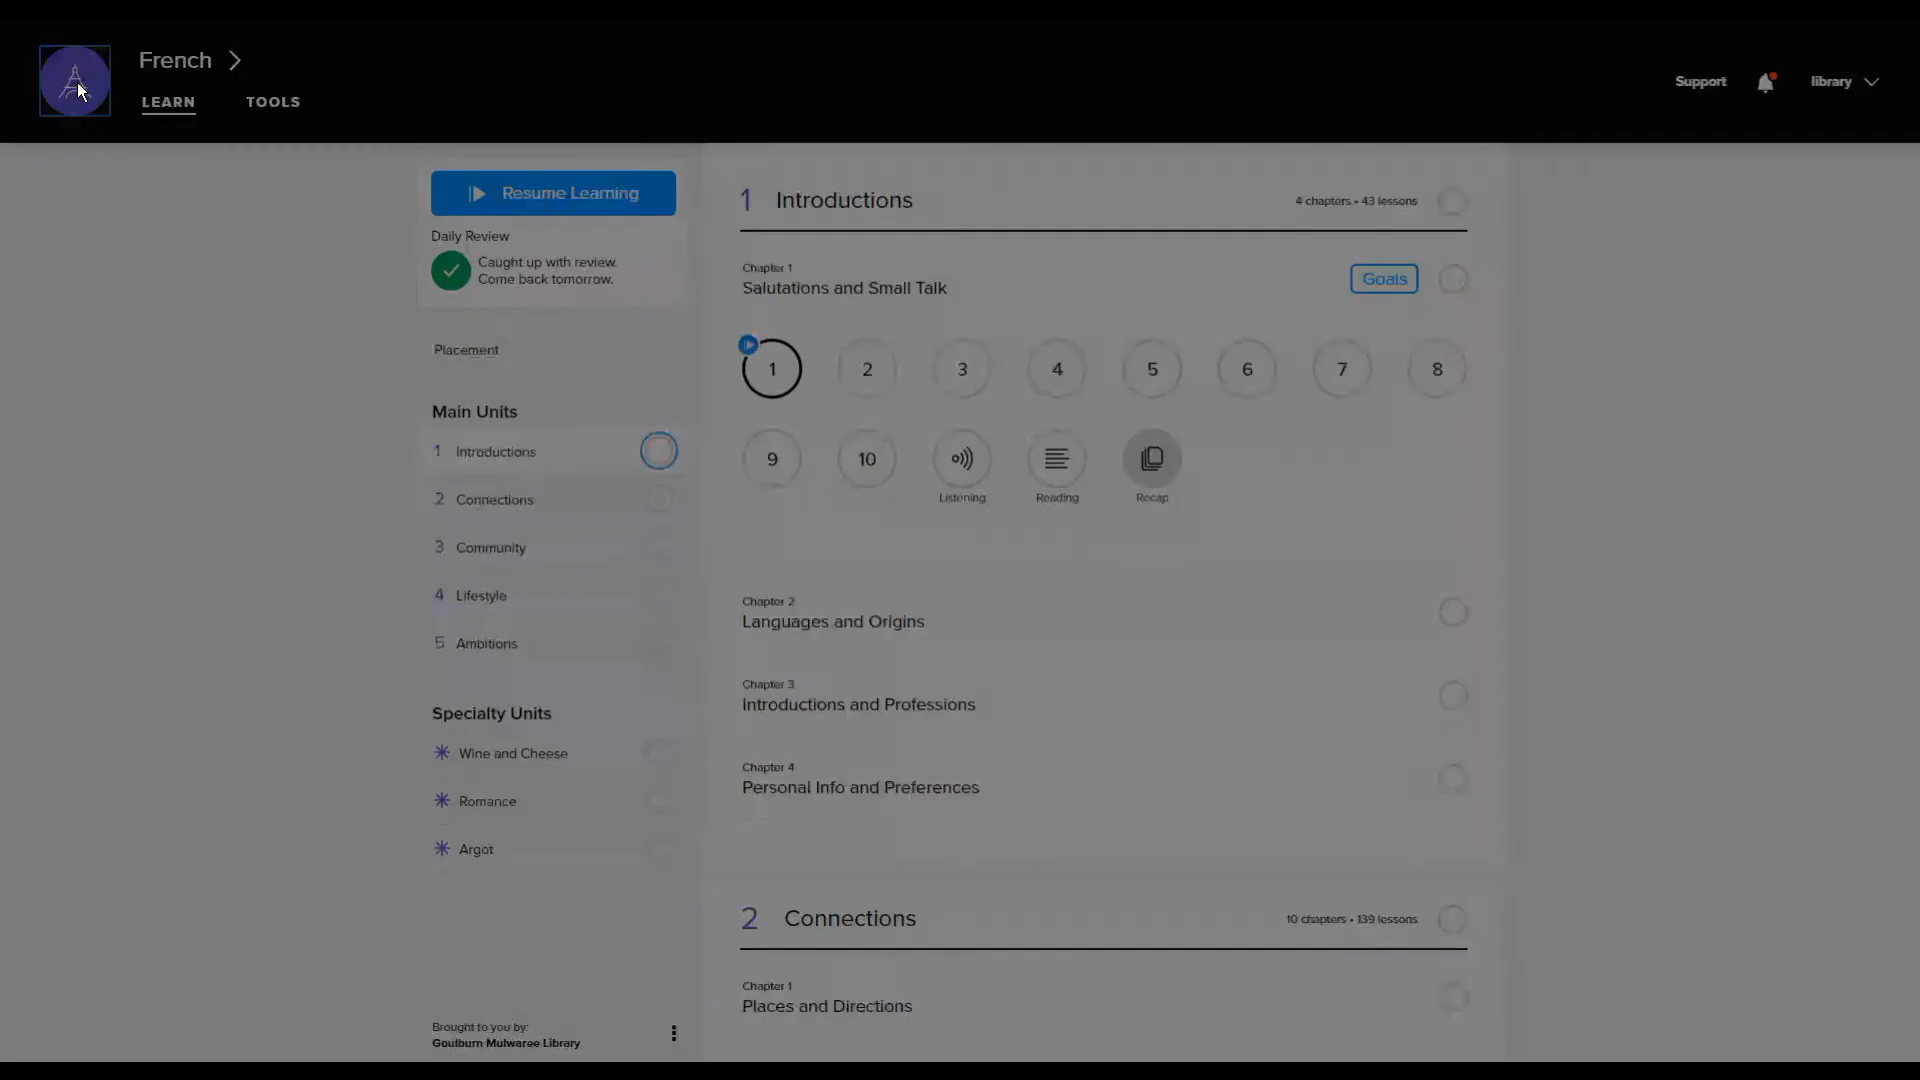 French
LEARN TOOLS
Support
library
Resume Learning
Daily Review
Caught up with review.
Come back tomorrow.
Placement
Main Units
1 Introductions
2 Connections
3 Community
4 Lifestyle
5 Ambitions
Specialty Units
Wine and Cheese
Romance
Argot
Brought to you by:
Goulburn Mulwaree Library
1 Introductions
4 chapters • 43 lessons
Chapter 1
Salutations and Small Talk
Goals
1 2 3 4 5 6 7 8
9 10
Listening Reading Recap
Chapter 2
Languages and Origins
Chapter 3
Introductions and Professions
Chapter 4
Personal Info and Preferences
2 Connections
10 chapters • 139 lessons
Chapter 1
Places and Directions